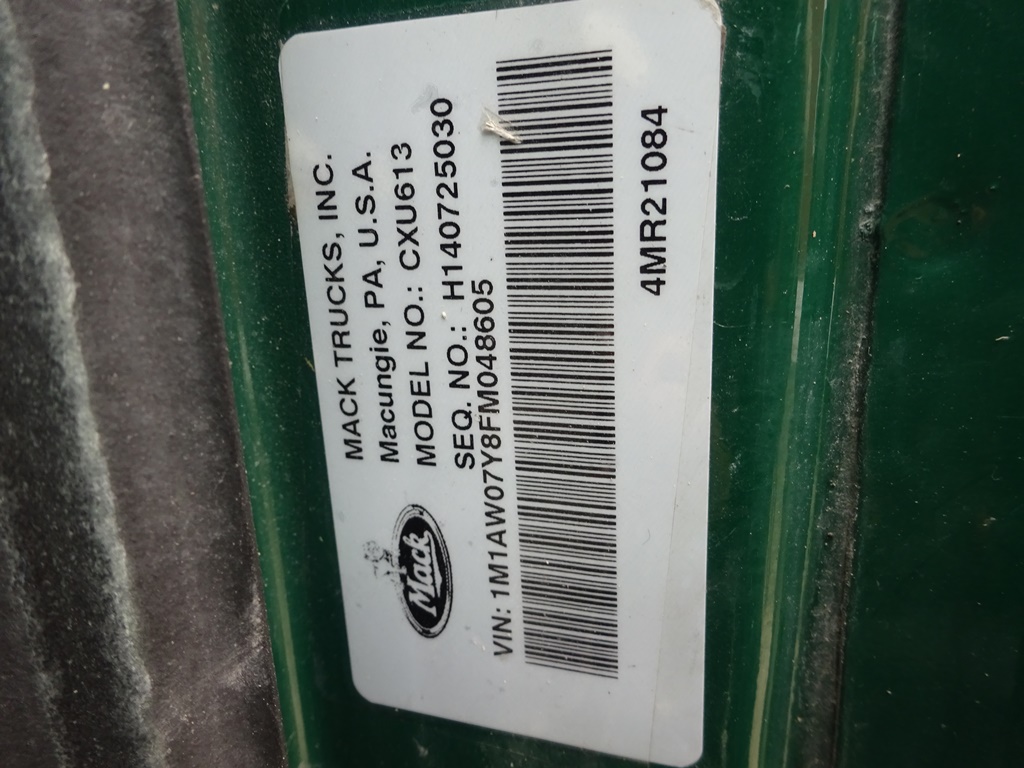 MACK TRUCKS, INC.
Macungie, PA, U.S.A.
MODEL NO.: CXU613
SEQ. NO.: H140725030
Mack
VIN: 1M1AW07Y8FM048605
4MR21084